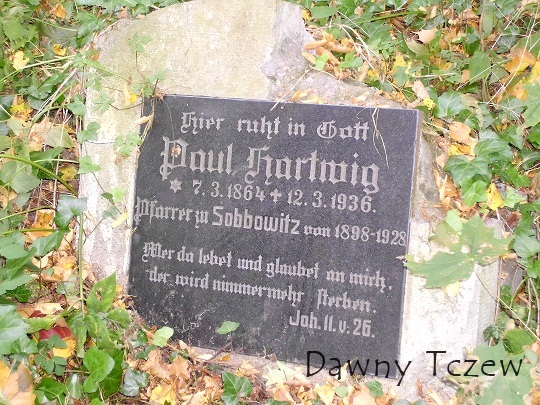 Hier ruht in Gott
Paul Hartwig
* 7.3.1864 + 12.3.1936.
Pfarrer zu Sobbowitz von 1898-1928.
Wer da lebet und glaubet an mich,
der wird nimmermehr sterben.
Joh. 11. v. 26.
Dawny Tczew